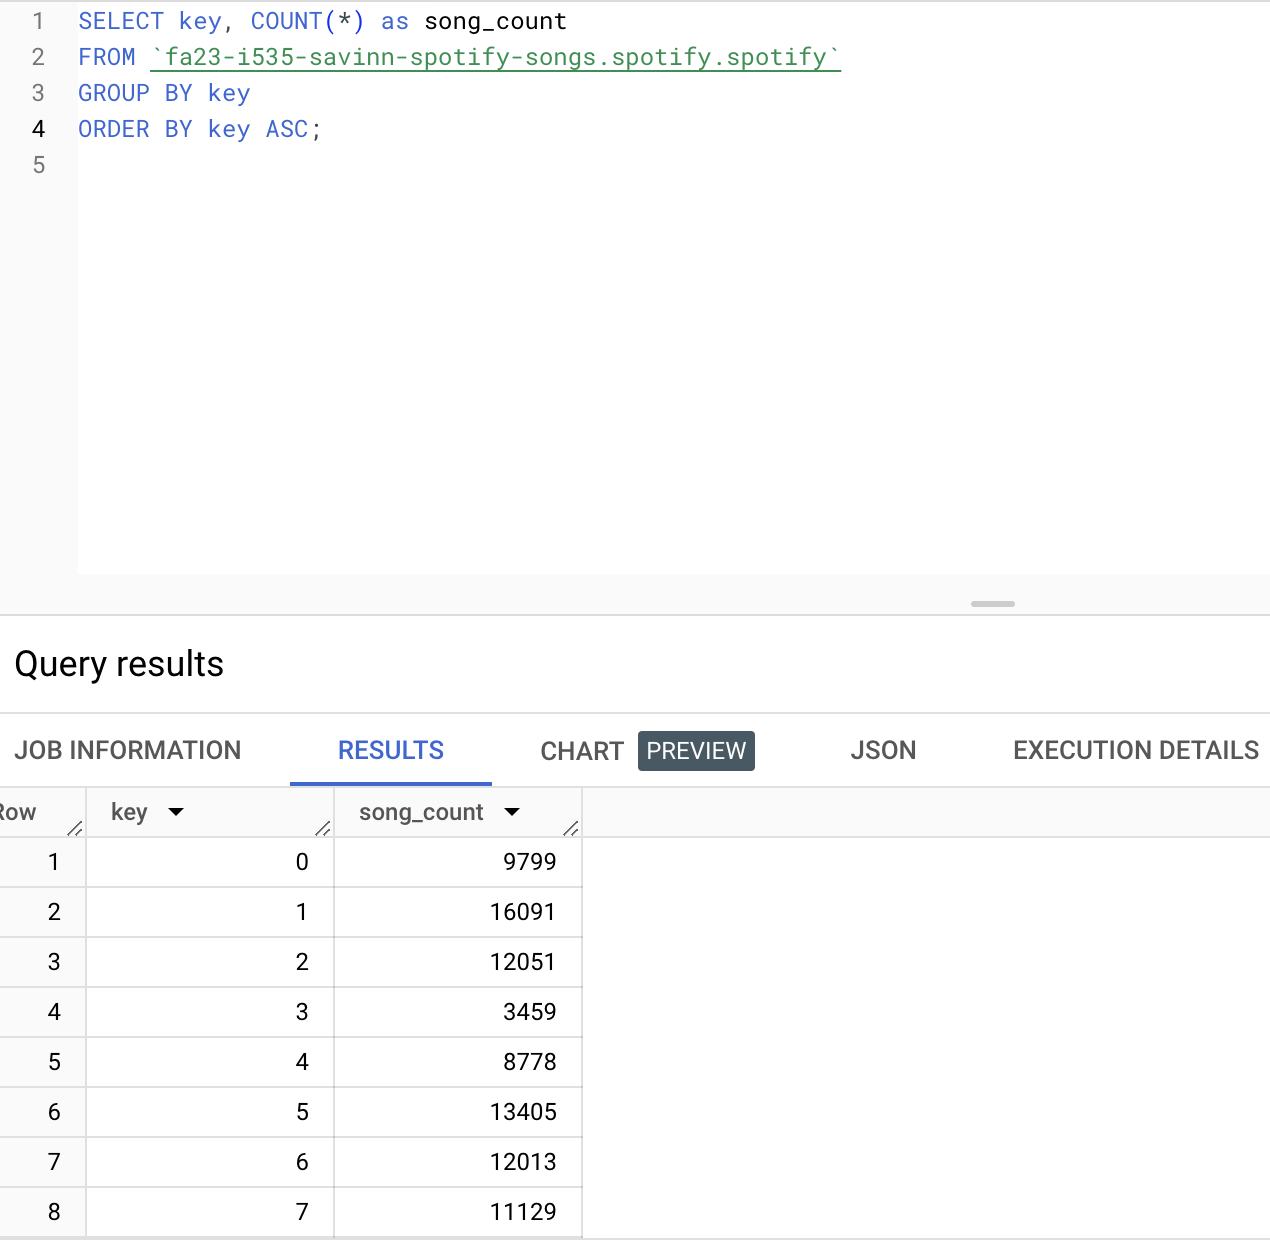 1 SELECT key, COUNT(*) as song_count
2 FROM `fa23-i535-savinn-spotify-songs.spotify.spotify`
3 GROUP BY key
4 ORDER BY key ASC;
5
Query results
JOB INFORMATION RESULTS CHART PREVIEW JSON EXECUTION DETAILS
Row key song_count
1 0 9799
2 1 16091
3 2 12051
4 3 3459
5 4 8778
6 5 13405
7 6 12013
8 7 11129